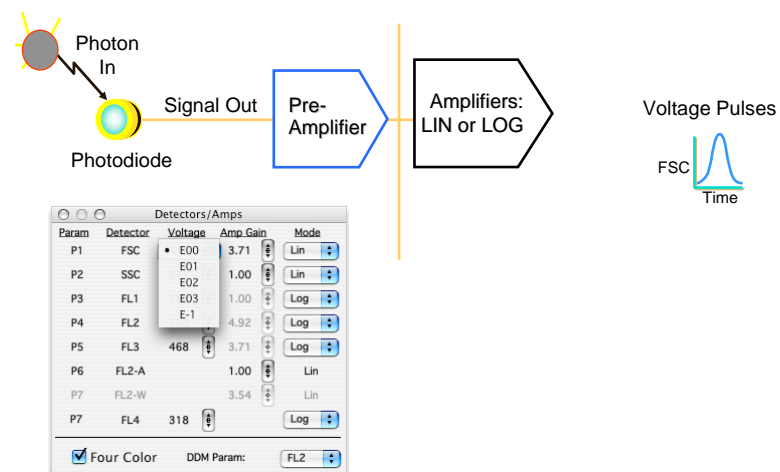 Photon
In
Signal Out
Photodiode
Pre-
Amplifier
Amplifiers:
LIN or LOG
Voltage Pulses
FSC
Time
Detectors/Amps
Param Detector Voltage Amp Gain Mode
P1 FSC • E00 3.71 Lin
E01
P2 SSC 1.00 Lin
E02
P3 FL1 E03 1.00 Log
E-1
P4 FL2 4.92 Log
P5 FL3 468 3.71 Log
P6 FL2-A 1.00 Lin
P7 FL2-W 3.54 Lin
P7 FL4 318 Log
Four Color DDM Param: FL2